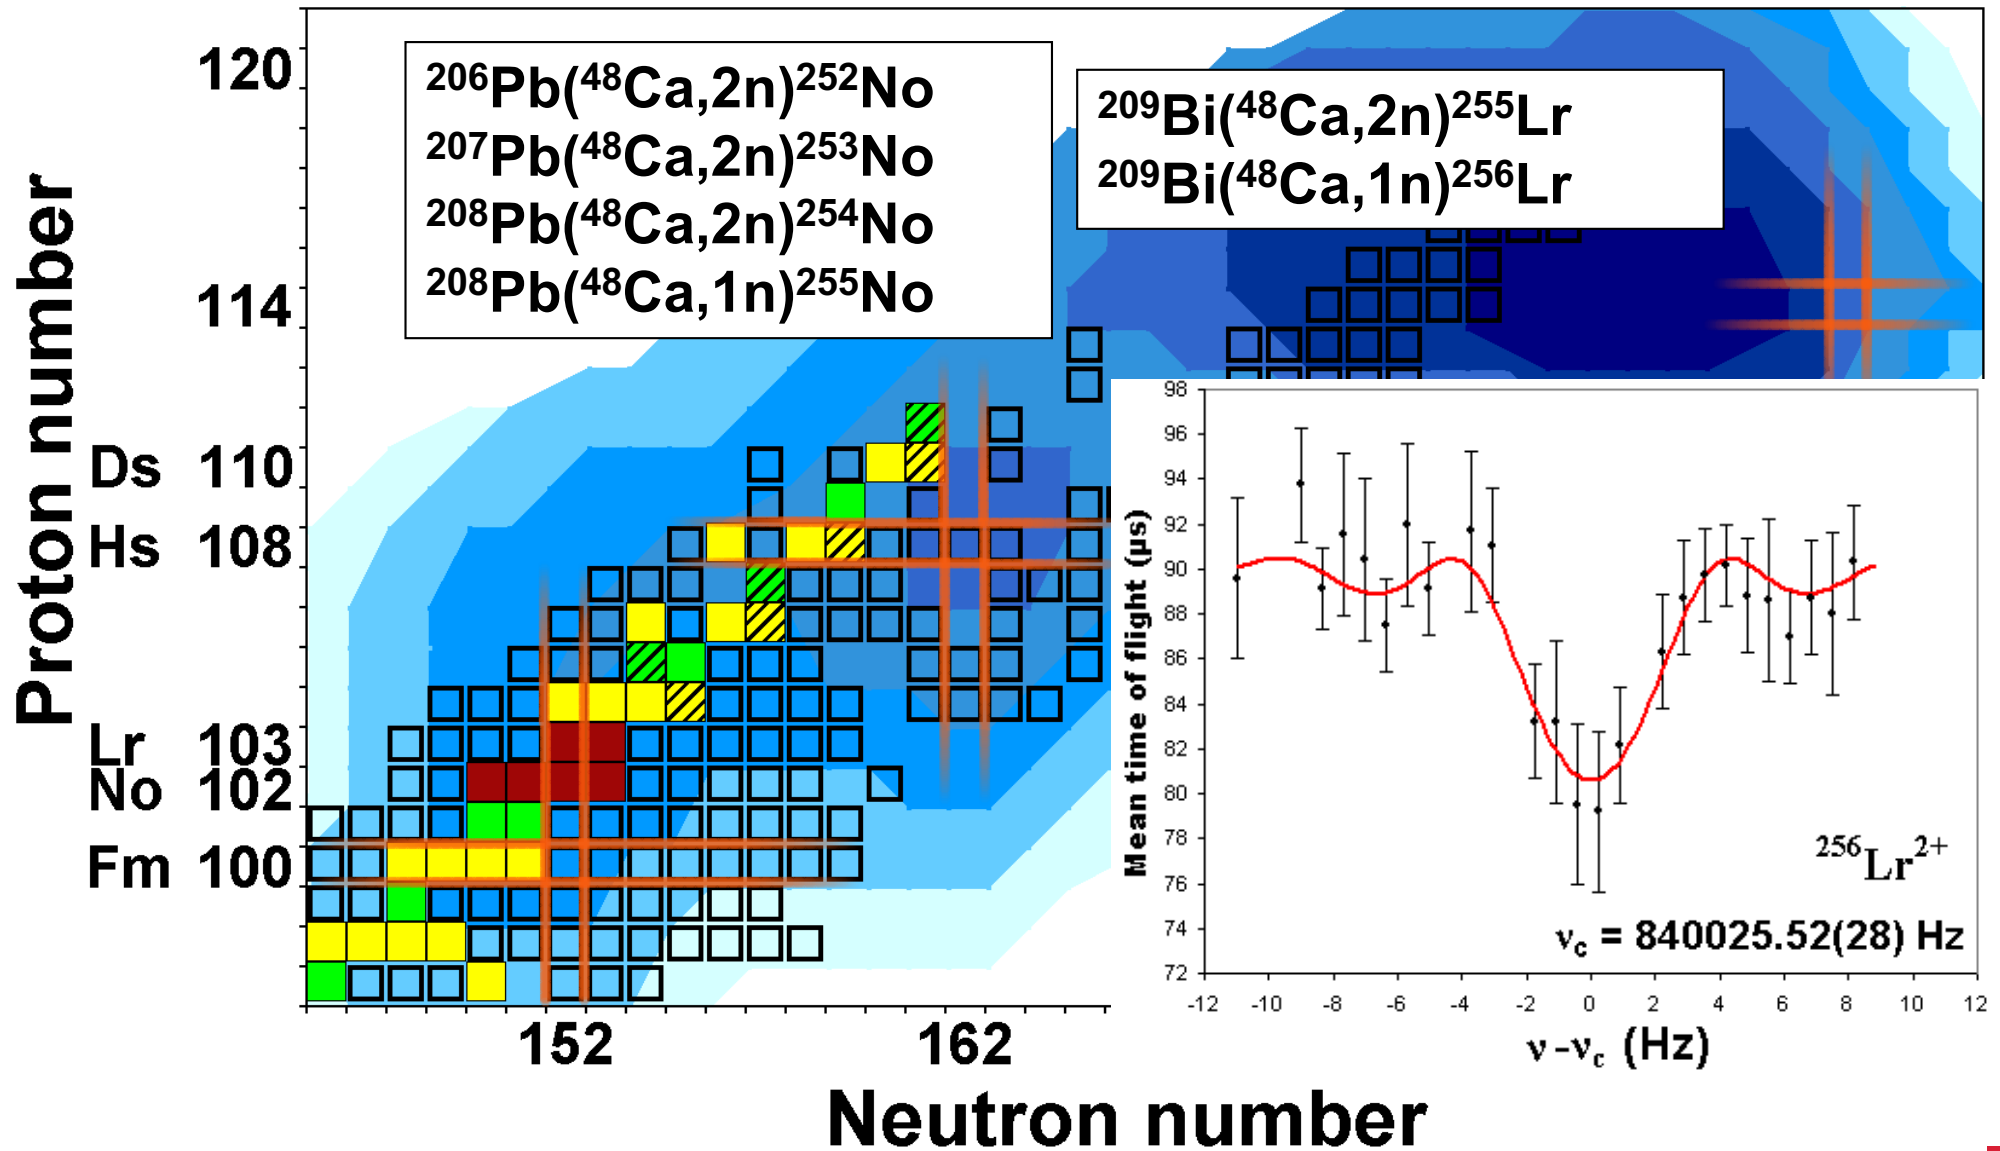 120
114
Ds 110
Hs 108
Lr 103
No 102
Fm 100
Proton number
²⁰⁶Pb(⁴⁸Ca,2n)²⁵²No
²⁰⁷Pb(⁴⁸Ca,2n)²⁵³No
²⁰⁸Pb(⁴⁸Ca,2n)²⁵⁴No
²⁰⁸Pb(⁴⁸Ca,1n)²⁵⁵No
²⁰⁹Bi(⁴⁸Ca,2n)²⁵⁵Lr
²⁰⁹Bi(⁴⁸Ca,1n)²⁵⁶Lr
98
96
94
92
90
88
86
84
82
80
78
76
74
72
Mean time of flight (µs)
²⁵⁶Lr²⁺
νc = 840025.52(28) Hz
-12 -10 -8 -6 -4 -2 0 2 4 6 8 10 12
ν-νc (Hz)
152 162
Neutron number